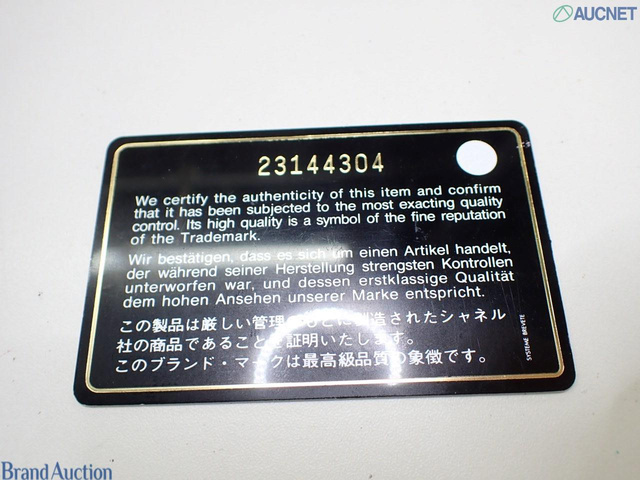 AUCNET
23144304
We certify the authenticity of this item and confirm
that it has been subjected to the most exacting quality
control. Its high quality is a symbol of the fine reputation
of the Trademark.
Wir bestätigen, dass es sich um einen Artikel handelt,
der während seiner Herstellung strengsten Kontrollen
unterworfen war, und dessen erstklassige Qualität
dem hohen Ansehen unserer Marke entspricht.
この製品は厳しい管理のもとに製造されたシャネル
社の商品であることを証明いたします。
このブランド・マークは最高級品質の象徴です。
SYSTEME BREVETE
Brand Auction